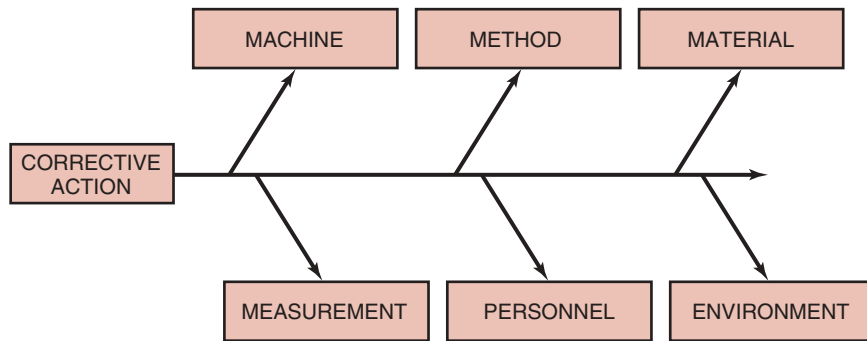 MACHINE
METHOD
MATERIAL
CORRECTIVE
ACTION
MEASUREMENT
PERSONNEL
ENVIRONMENT